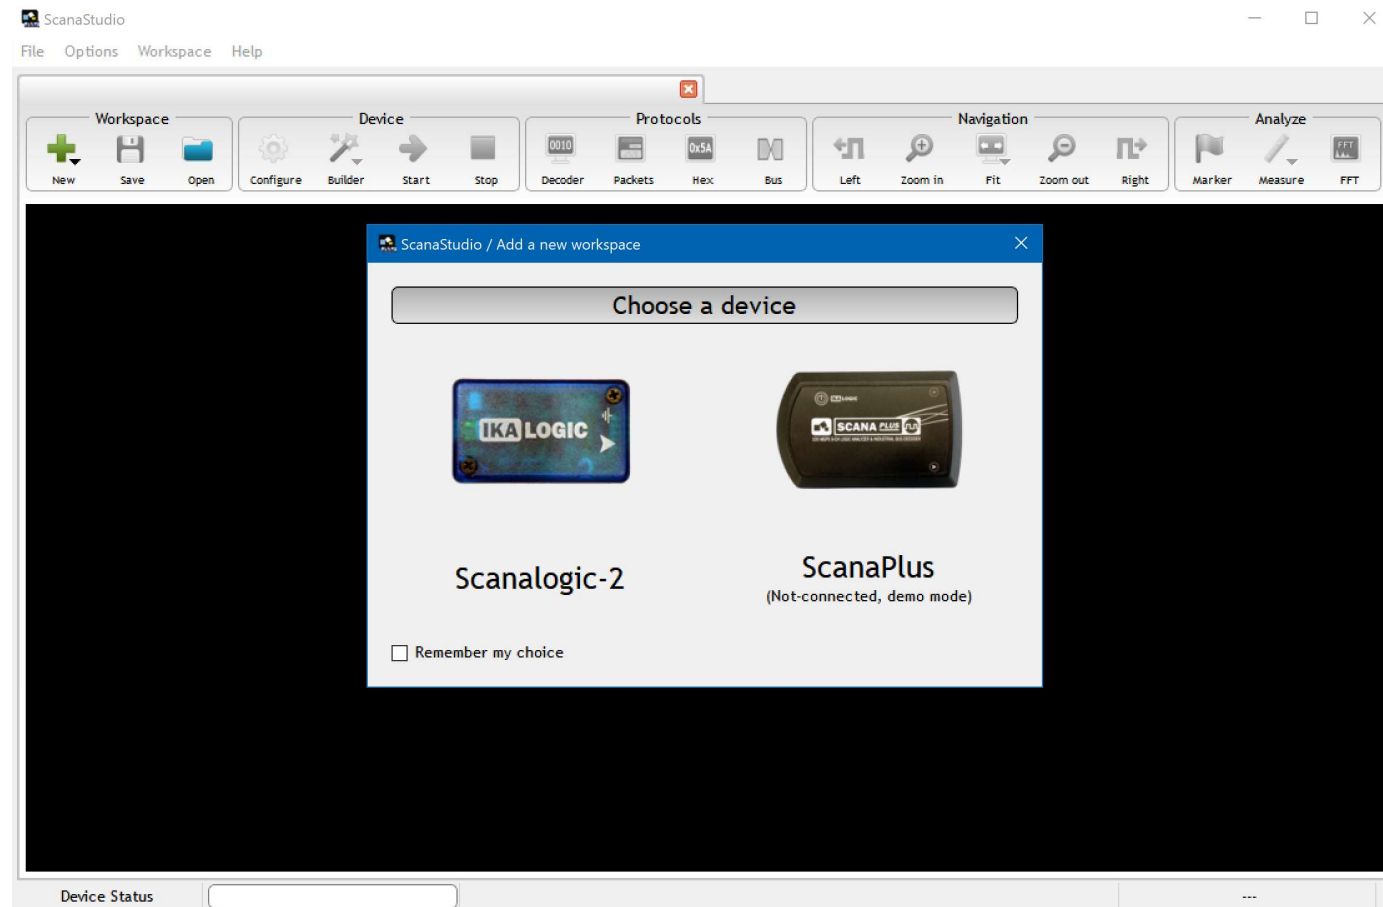 ScanaStudio
File Options Workspace Help
Workspace Device Protocols Navigation Analyze
0010 0x5A FFT
New Save Open Configure Builder Start Stop Decoder Packets Hex Bus Left Zoom in Fit Zoom out Right Marker Measure FFT
ScanaStudio / Add a new workspace
Choose a device
IKALOGIC
IKALOGIC
SCANA PLUS
Scanalogic-2
ScanaPlus
(Not-connected, demo mode)
Remember my choice
Device Status
---